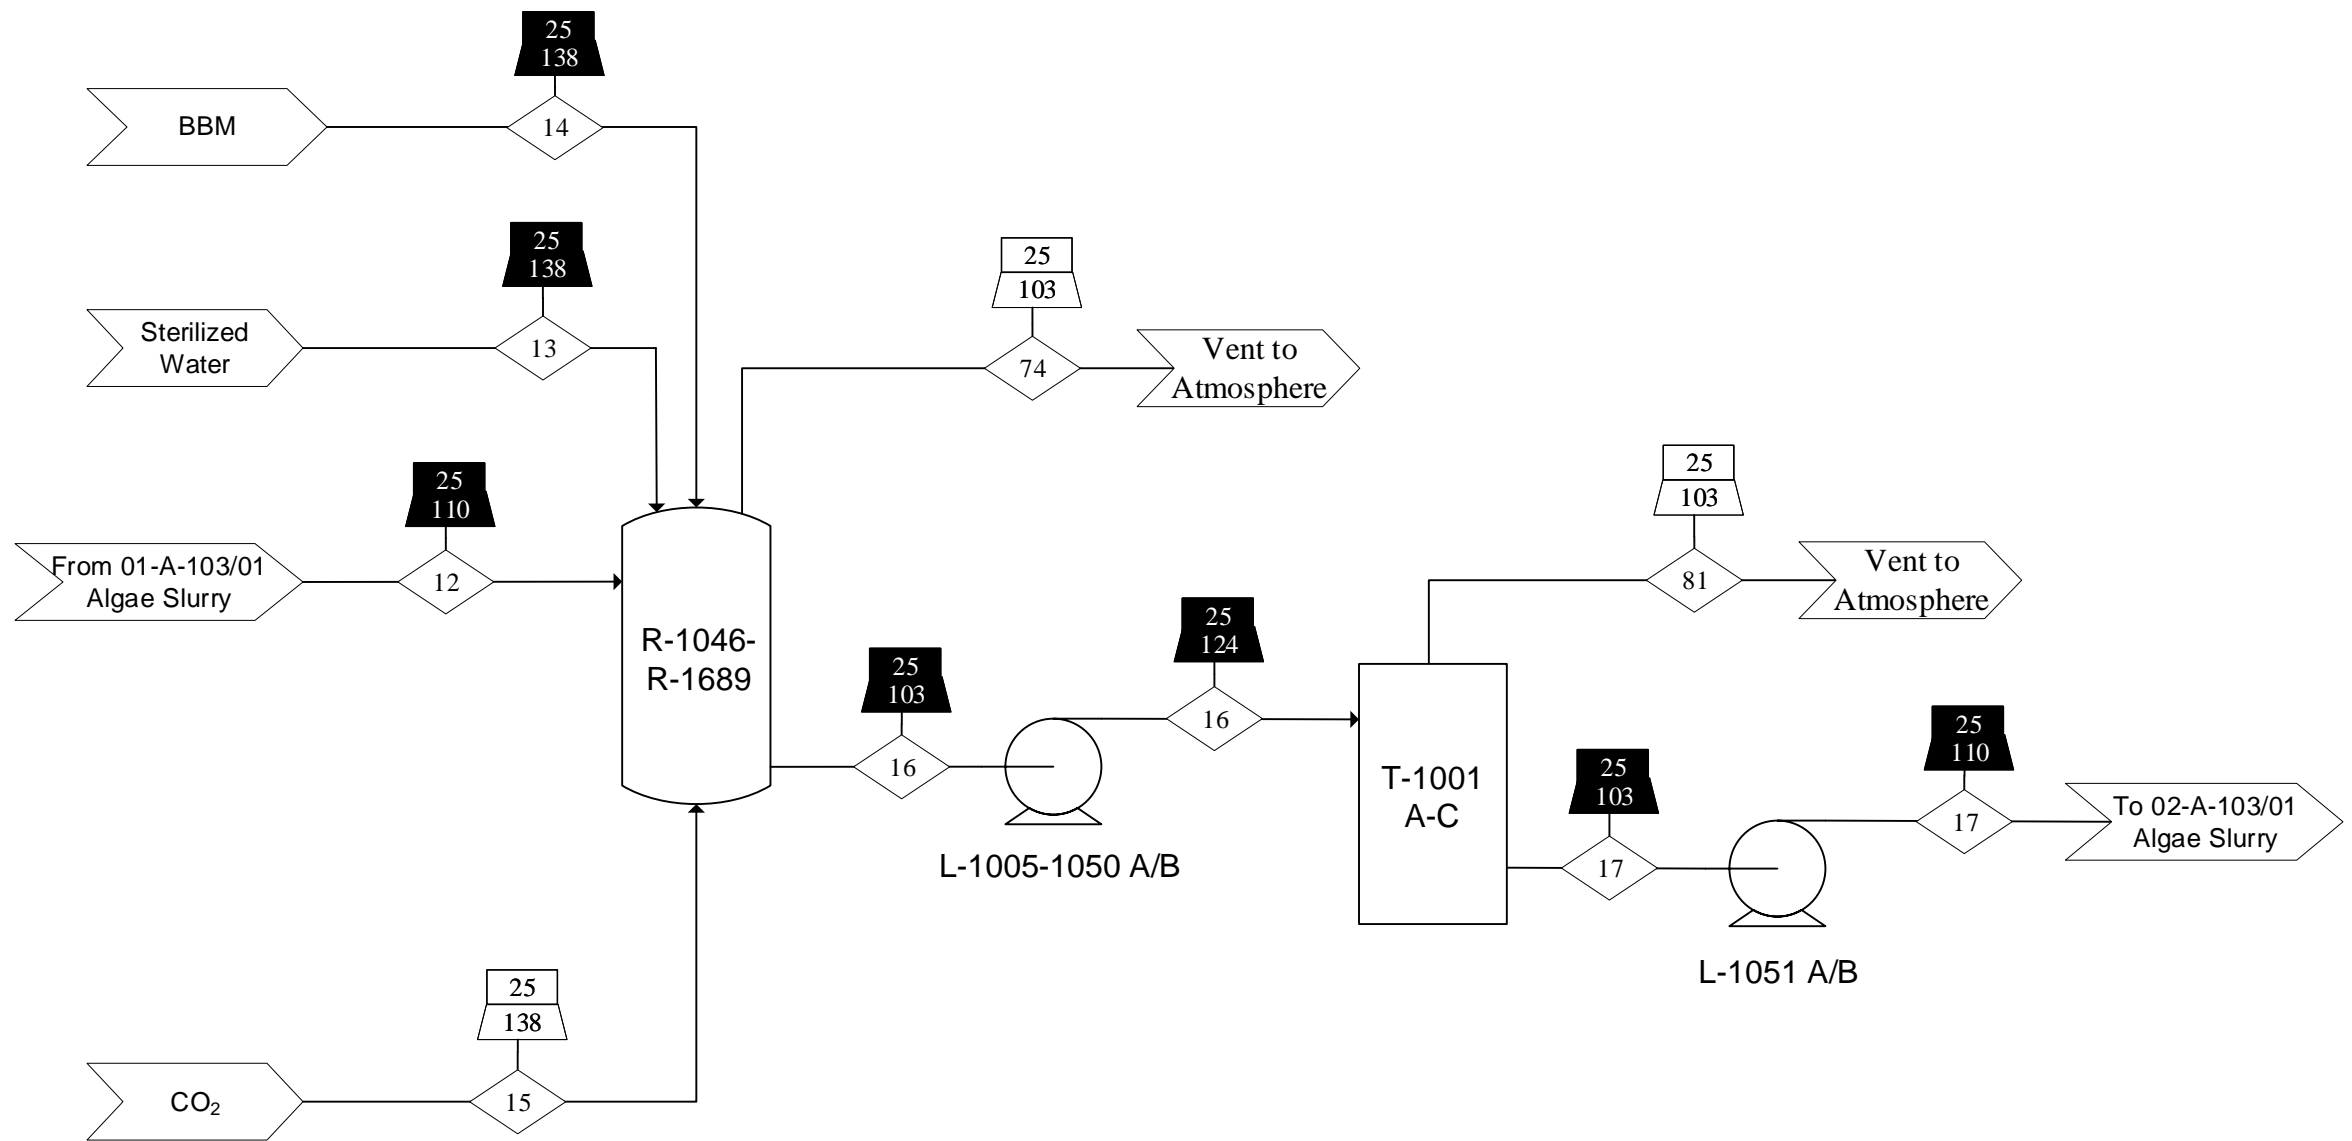 25
138
BBM
14
25
138
Sterilized
Water
13
25
103
74
Vent to
Atmosphere
25
110
From 01-A-103/01
Algae Slurry
12
R-1046-
R-1689
25
103
16
L-1005-1050 A/B
25
124
16
25
103
81
Vent to
Atmosphere
T-1001
A-C
25
103
17
L-1051 A/B
25
110
17
To 02-A-103/01
Algae Slurry
25
138
CO₂
15